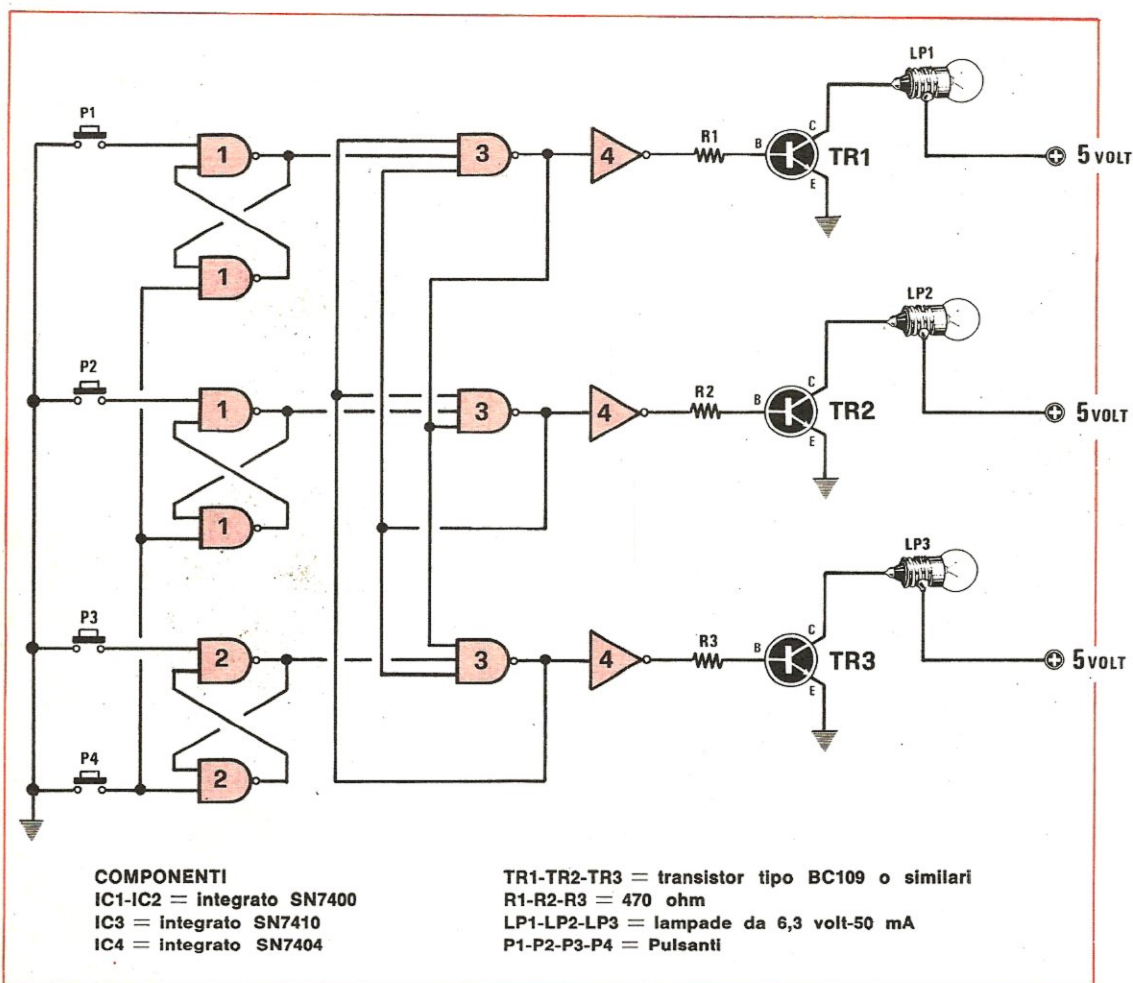 LP1
P1
1
3
4
R1
B
C
E
TR1
5 VOLT
1
LP2
P2
1
3
4
R2
B
C
E
TR2
5 VOLT
1
LP3
P3
2
3
4
R3
B
C
E
TR3
5 VOLT
P4
2
COMPONENTI
IC1-IC2 = integrato SN7400
IC3 = integrato SN7410
IC4 = integrato SN7404
TR1-TR2-TR3 = transistor tipo BC109 o similari
R1-R2-R3 = 470 ohm
LP1-LP2-LP3 = lampade da 6,3 volt-50 mA
P1-P2-P3-P4 = Pulsanti